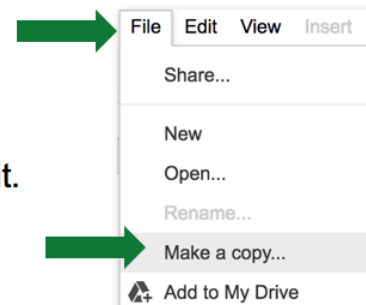 File Edit View Insert
Share...
New
Open...
t.
Rename...
Make a copy...
Add to My Drive